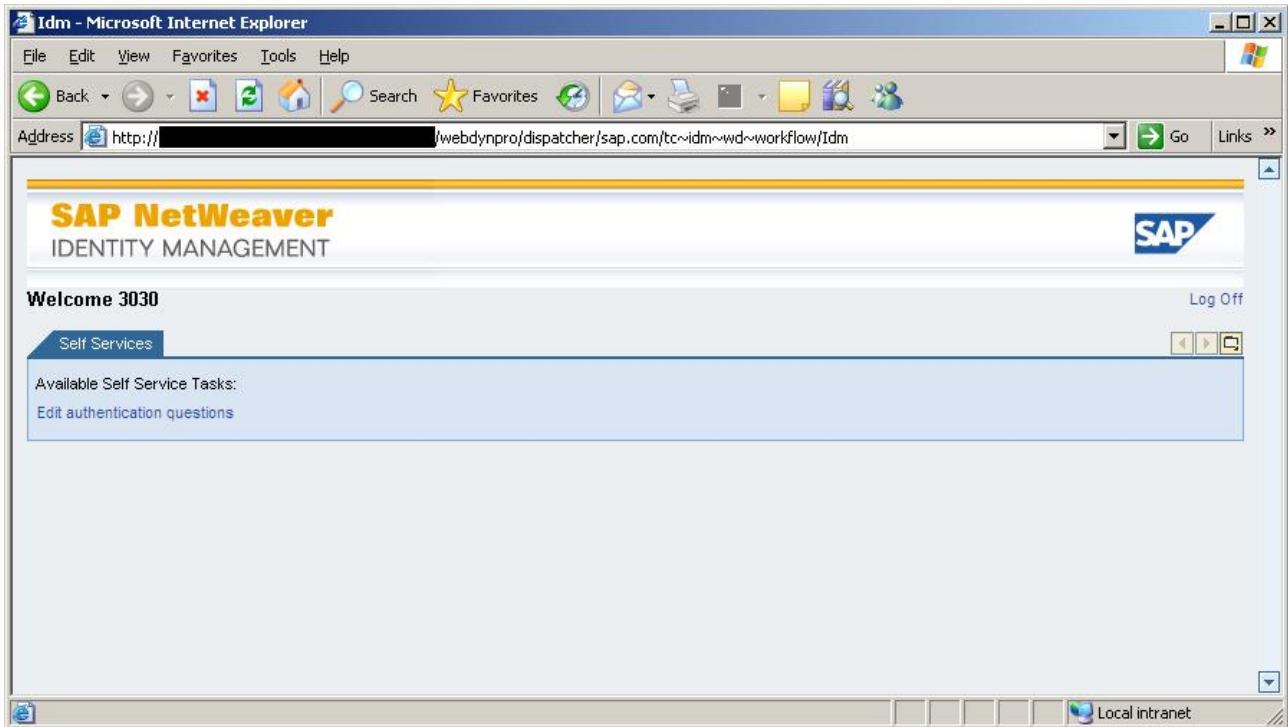 Idm - Microsoft Internet Explorer
File Edit View Favorites Tools Help
Back Search Favorites
Address http:// /webdynpro/dispatcher/sap.com/tc~idm~wd~workflow/Idm Go Links »
SAP NetWeaver
IDENTITY MANAGEMENT
SAP
Welcome 3030 Log Off
Self Services
Available Self Service Tasks:
Edit authentication questions
Local intranet